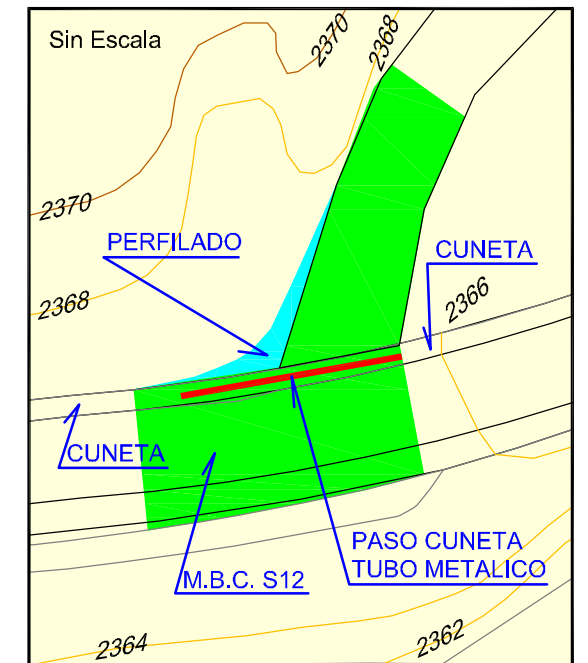 Sin Escala
2370
2368
2370
PERFILADO
CUNETA
2368
2366
CUNETA
PASO CUNETA
TUBO METALICO
M.B.C. S12
2364
2362